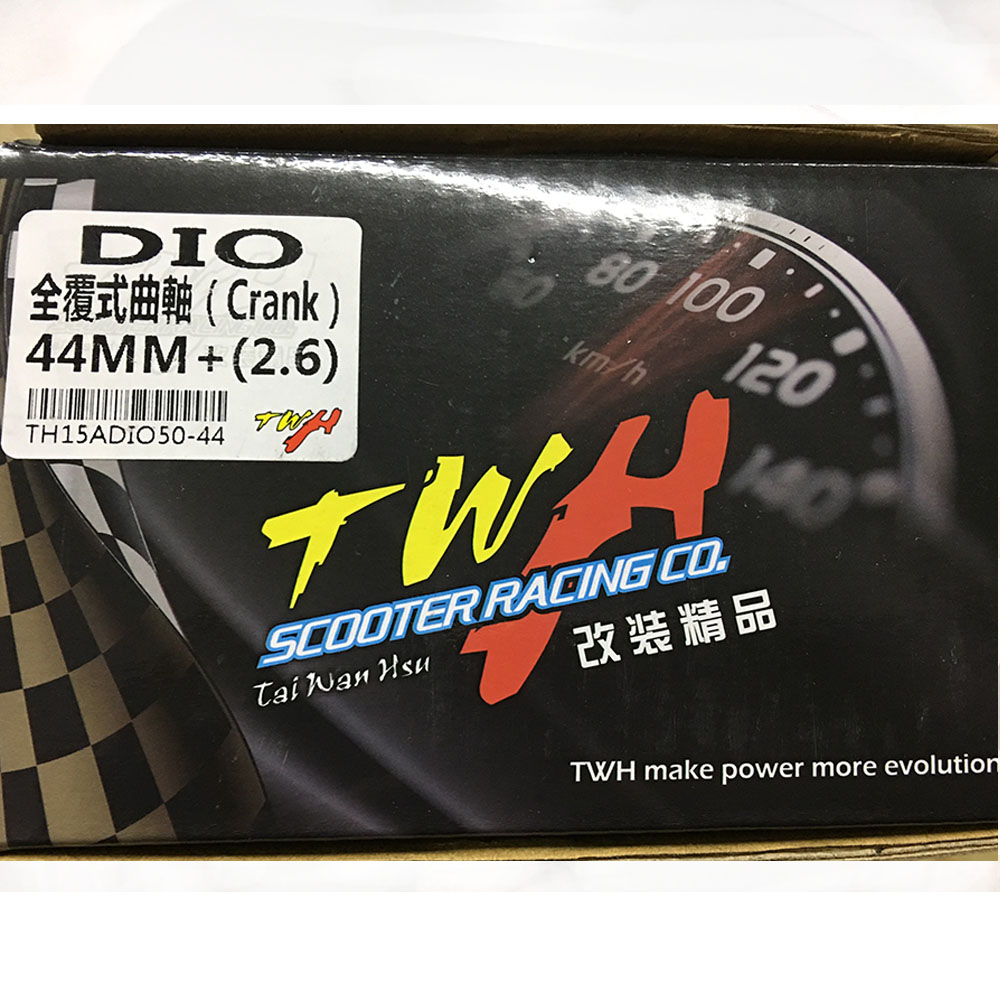 DIO
全覆式曲軸（Crank）
44MM+(2.6)
TH15ADIO50-44
TWH
80
100
120
140
km/h
TWH
SCOOTER RACING CO.
Tai Wan Hsu
改裝精品
TWH make power more evolution